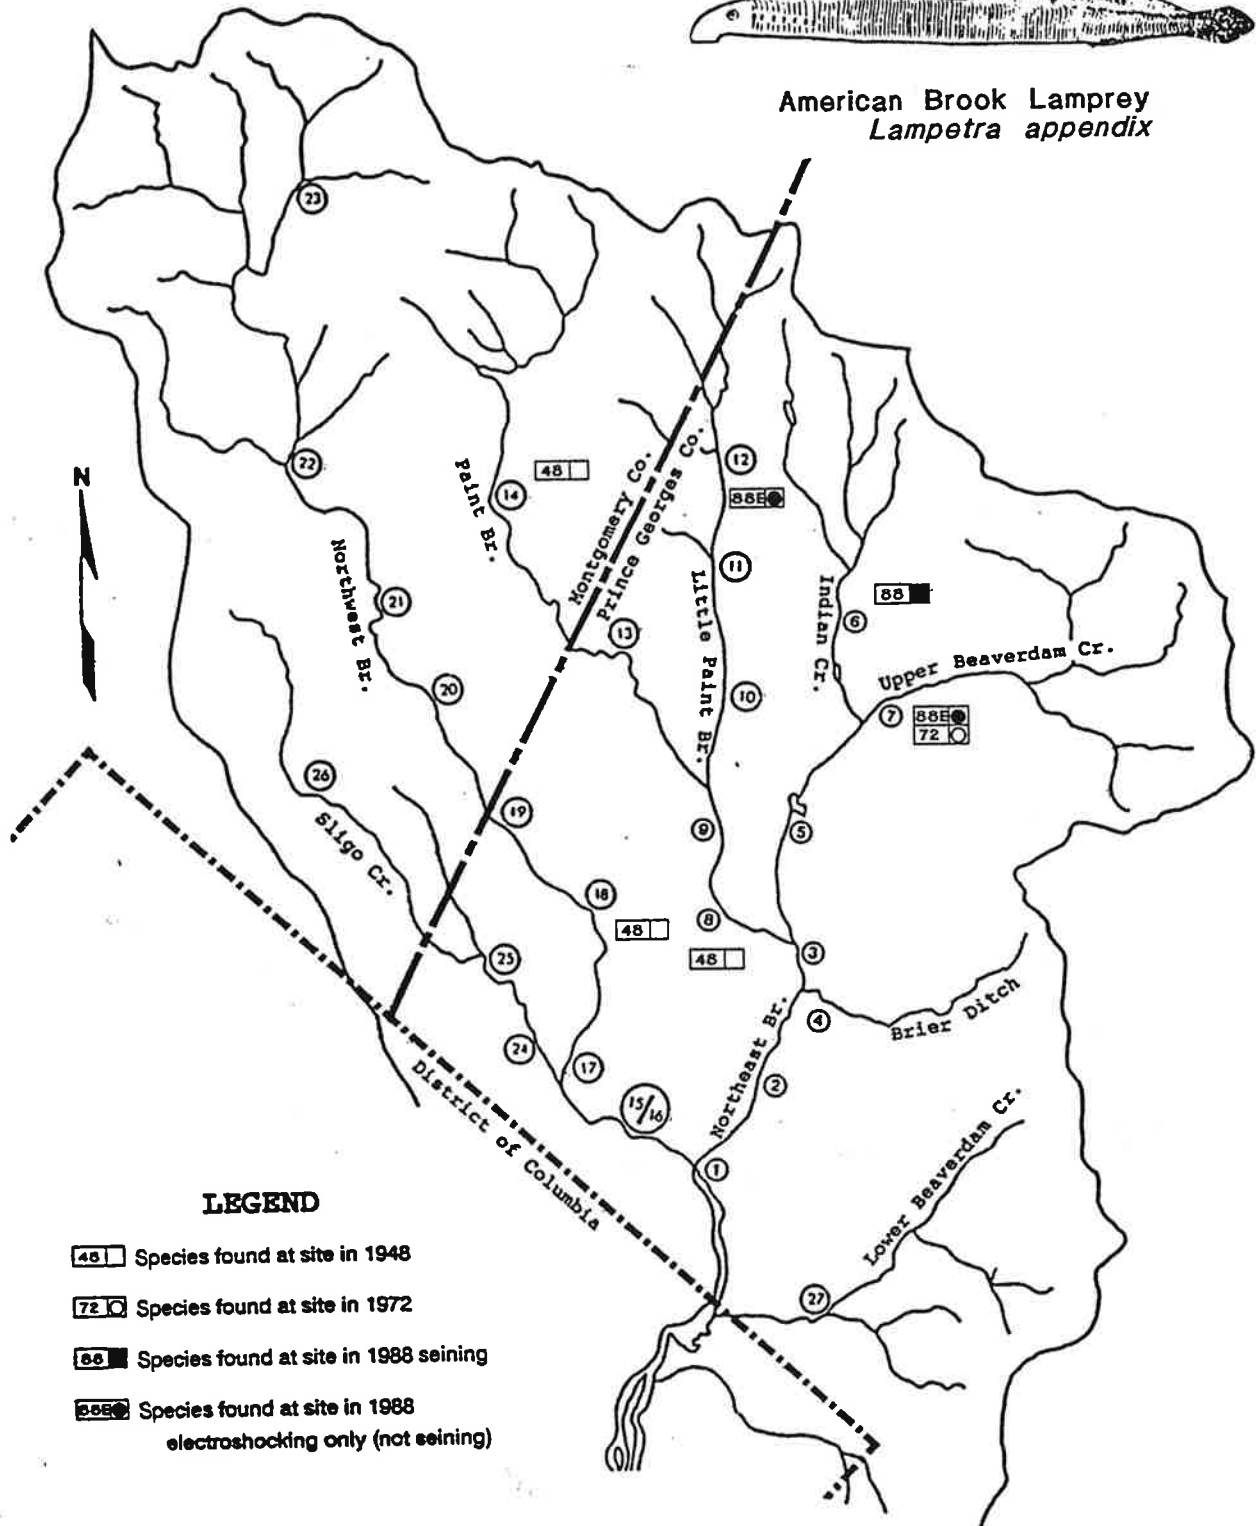 American Brook Lamprey
Lampetra appendix
23
22
N
Paint Br.
14
48
Montgomery Co.
Prince Georges Co.
12
88E
11
Northwest Br.
21
13
Little Paint Br.
Indian Cr.
88
6
Upper Beaverdam Cr.
20
10
7
88E
72
26
Sligo Cr.
19
9
5
18
48
8
48
3
25
4
Brier Ditch
24
17
Northeast Br.
2
15/16
District of Columbia
1
Lower Beaverdam Cr.
27
LEGEND
48 Species found at site in 1948
72 Species found at site in 1972
88 Species found at site in 1988 seining
88E Species found at site in 1988
electroshocking only (not seining)